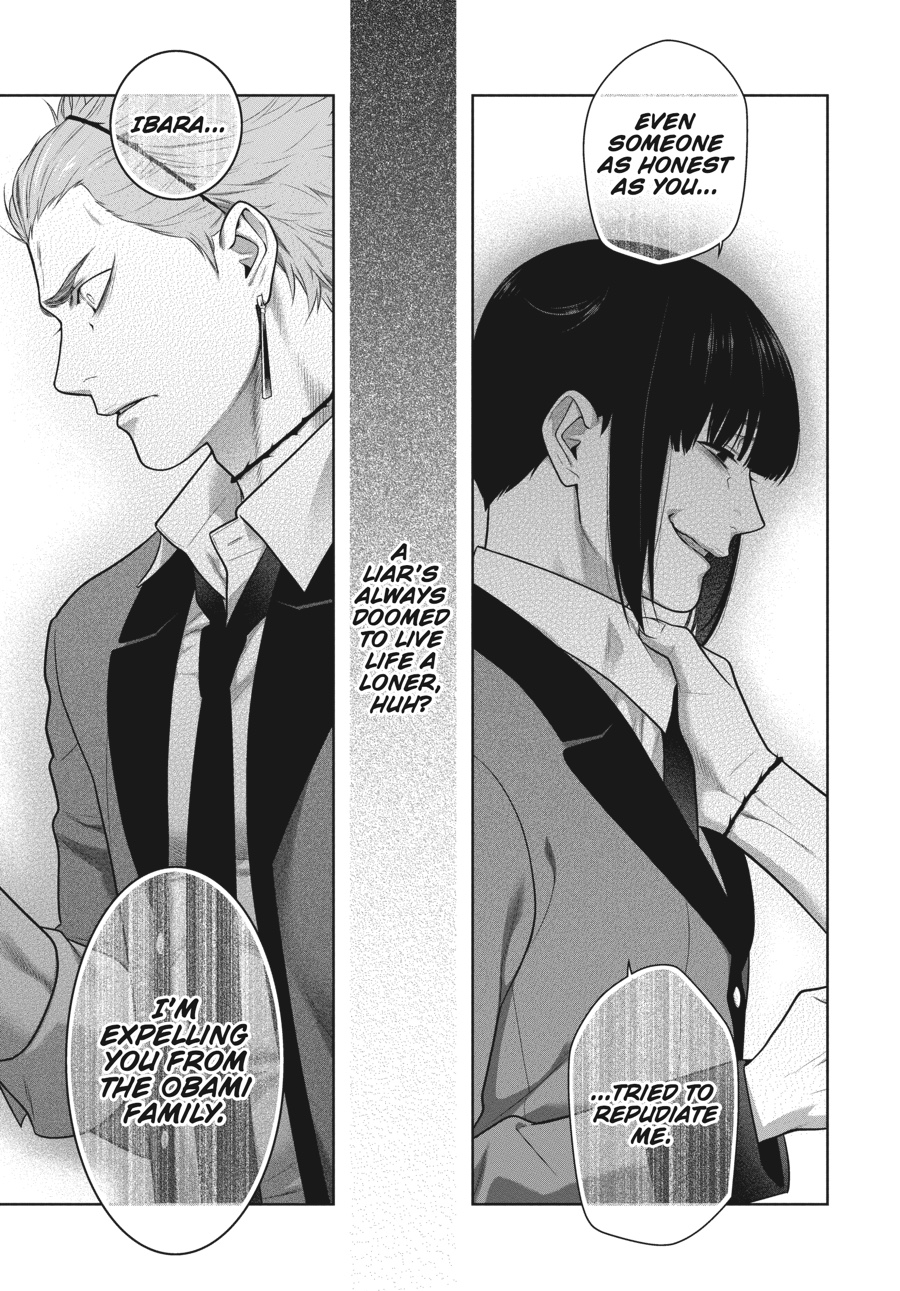 EVEN
SOMEONE
AS HONEST
AS YOU...
...TRIED TO
REPUDIATE
ME.
A
LIAR'S
ALWAYS
DOOMED
TO LIVE
LIFE A
LONER,
HUH?
IBARA...
I'M
EXPELLING
YOU FROM
THE OBAMI
FAMILY.